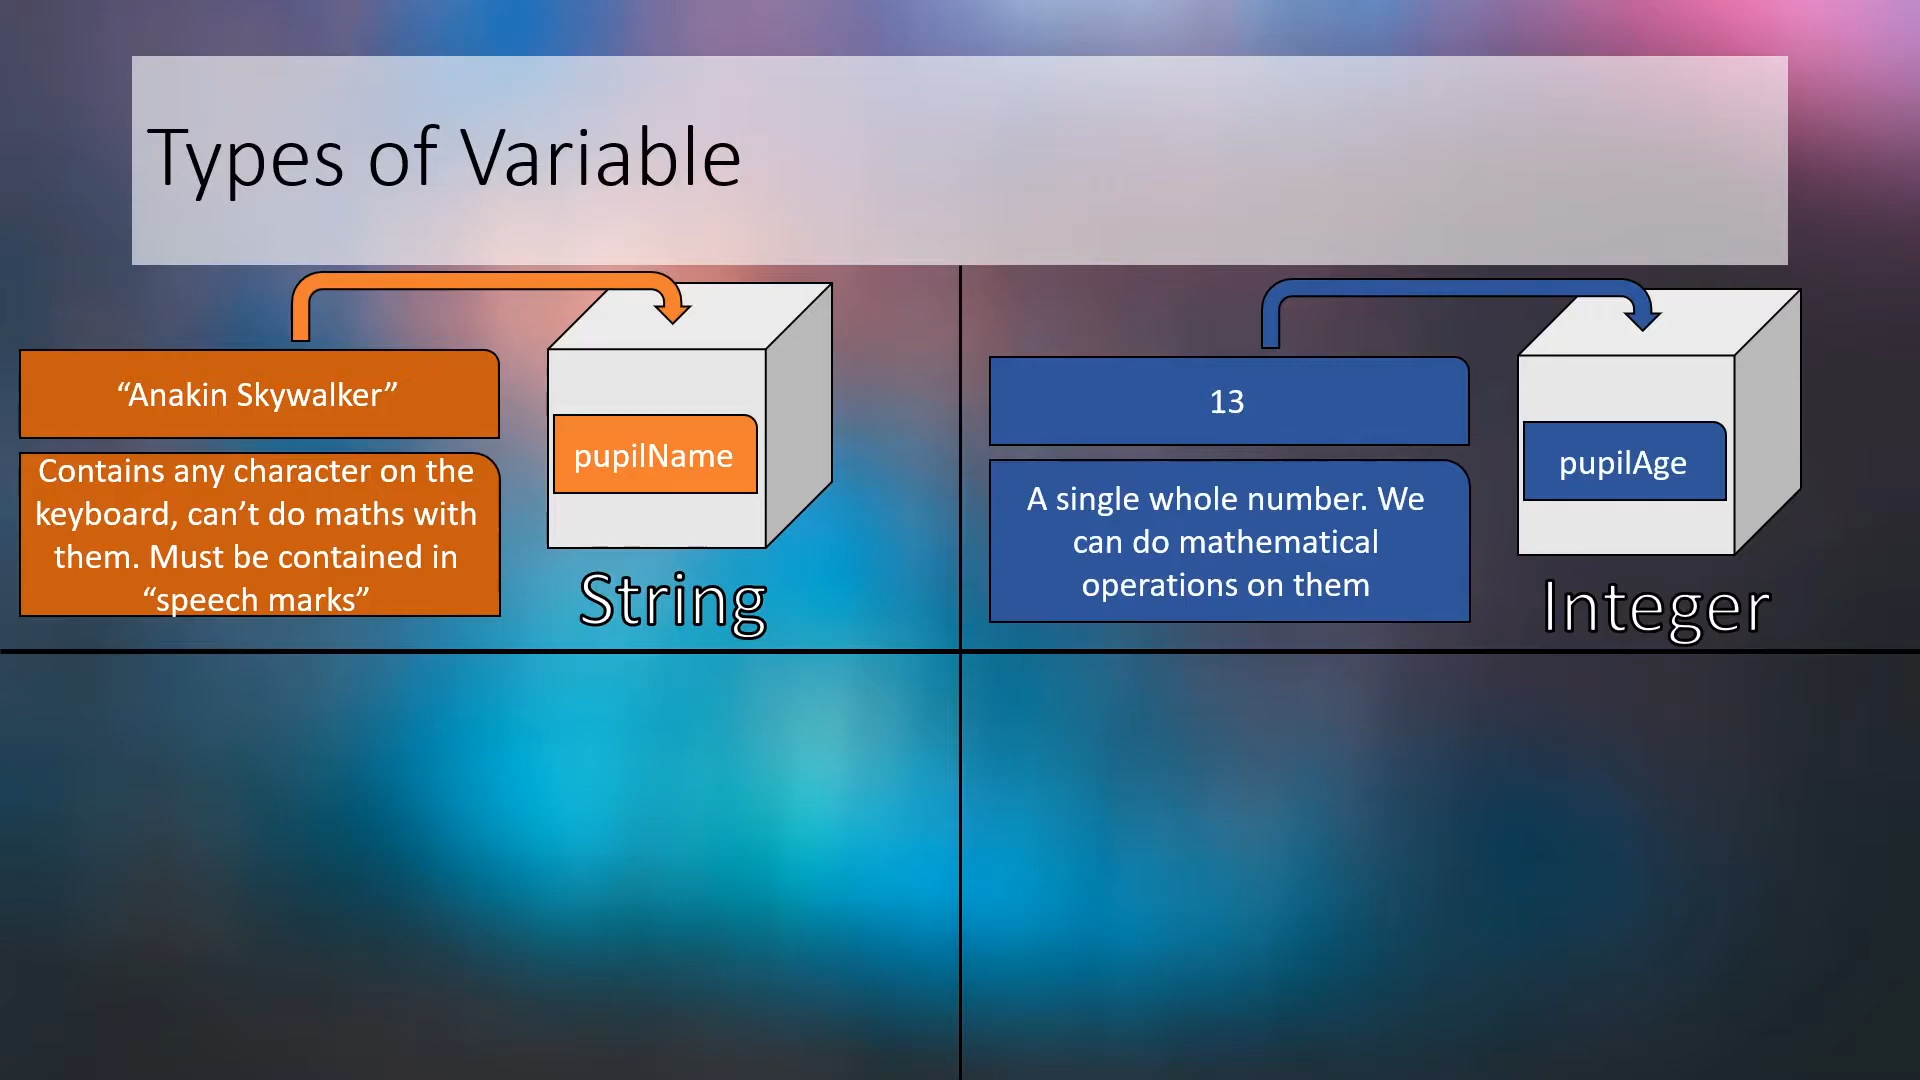 Types of Variable
“Anakin Skywalker”
Contains any character on the
keyboard, can’t do maths with
them. Must be contained in
“speech marks”
pupilName
String
13
A single whole number. We
can do mathematical
operations on them
pupilAge
Integer